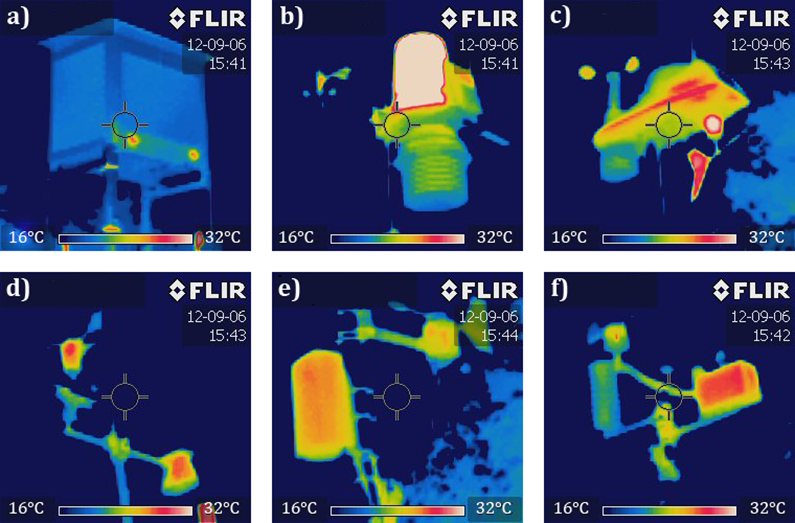 a)
FLIR
12-09-06
15:41
16°C
32°C
b)
FLIR
12-09-06
15:41
16°C
32°C
c)
FLIR
12-09-06
15:43
16°C
32°C
d)
FLIR
12-09-06
15:43
16°C
32°C
e)
FLIR
12-09-06
15:44
16°C
32°C
f)
FLIR
12-09-06
15:42
16°C
32°C